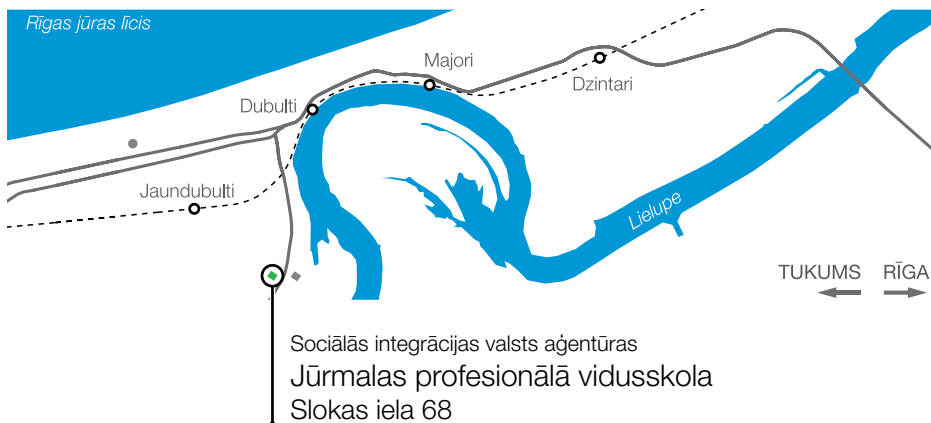 Rīgas jūras līcis
Majori
Dzintari
Dubulti
Jaundubulti
Lielupe
TUKUMS RĪGA
Sociālās integrācijas valsts aģentūras
Jūrmalas profesionālā vidusskola
Slokas iela 68